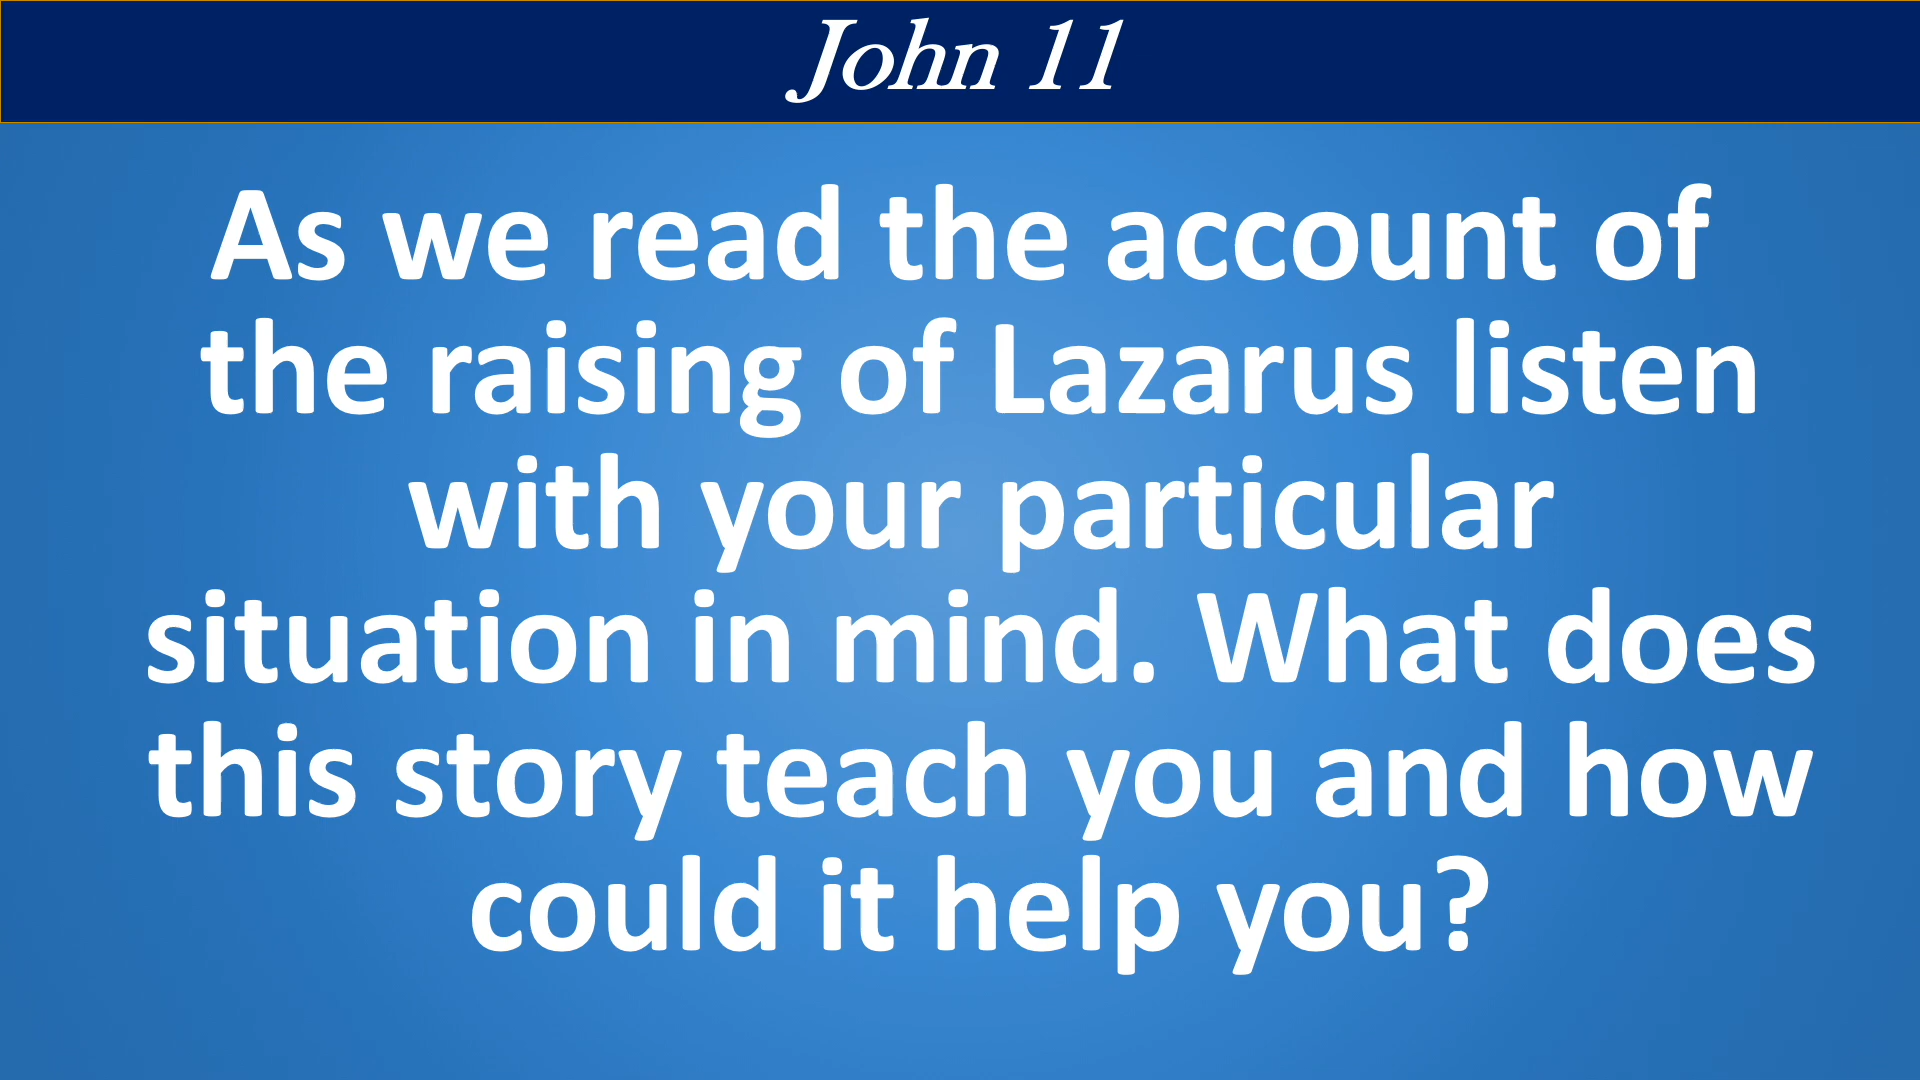 John 11
As we read the account of
the raising of Lazarus listen
with your particular
situation in mind. What does
this story teach you and how
could it help you?